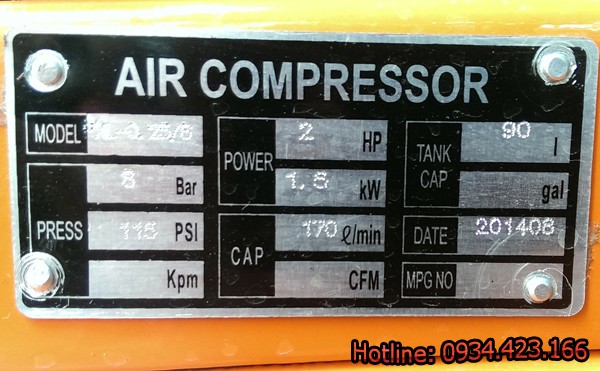 AIR COMPRESSOR
MODEL
POWER 2 HP
1.6 kW
TANK CAP 90 l
gal
PRESS 8 Bar
115 PSI
Kpm
CAP 170 ℓ/min
CFM
DATE 201408
MPG NO
Hotline: 0934.423.166